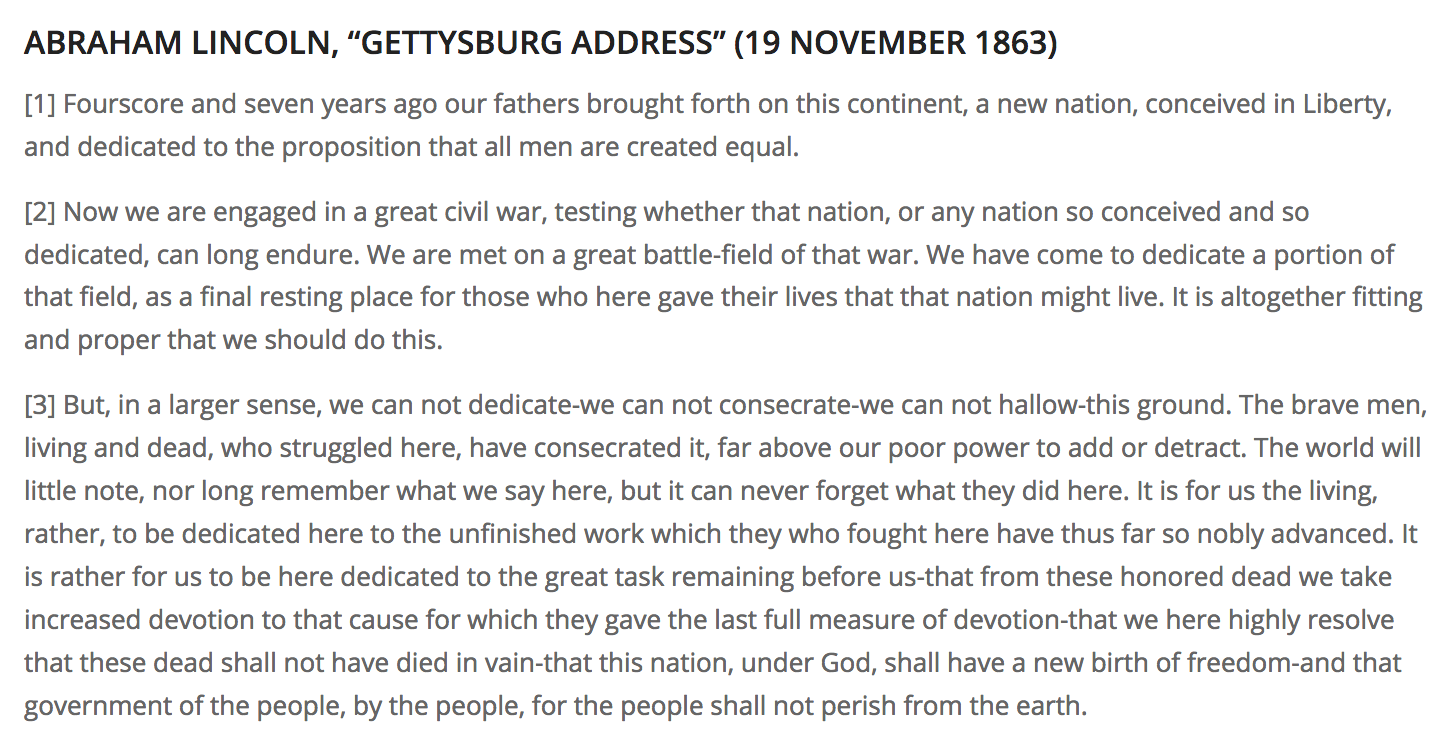 ABRAHAM LINCOLN, “GETTYSBURG ADDRESS” (19 NOVEMBER 1863)
[1] Fourscore and seven years ago our fathers brought forth on this continent, a new nation, conceived in Liberty,
and dedicated to the proposition that all men are created equal.
[2] Now we are engaged in a great civil war, testing whether that nation, or any nation so conceived and so
dedicated, can long endure. We are met on a great battle-field of that war. We have come to dedicate a portion of
that field, as a final resting place for those who here gave their lives that that nation might live. It is altogether fitting
and proper that we should do this.
[3] But, in a larger sense, we can not dedicate-we can not consecrate-we can not hallow-this ground. The brave men,
living and dead, who struggled here, have consecrated it, far above our poor power to add or detract. The world will
little note, nor long remember what we say here, but it can never forget what they did here. It is for us the living,
rather, to be dedicated here to the unfinished work which they who fought here have thus far so nobly advanced. It
is rather for us to be here dedicated to the great task remaining before us-that from these honored dead we take
increased devotion to that cause for which they gave the last full measure of devotion-that we here highly resolve
that these dead shall not have died in vain-that this nation, under God, shall have a new birth of freedom-and that
government of the people, by the people, for the people shall not perish from the earth.